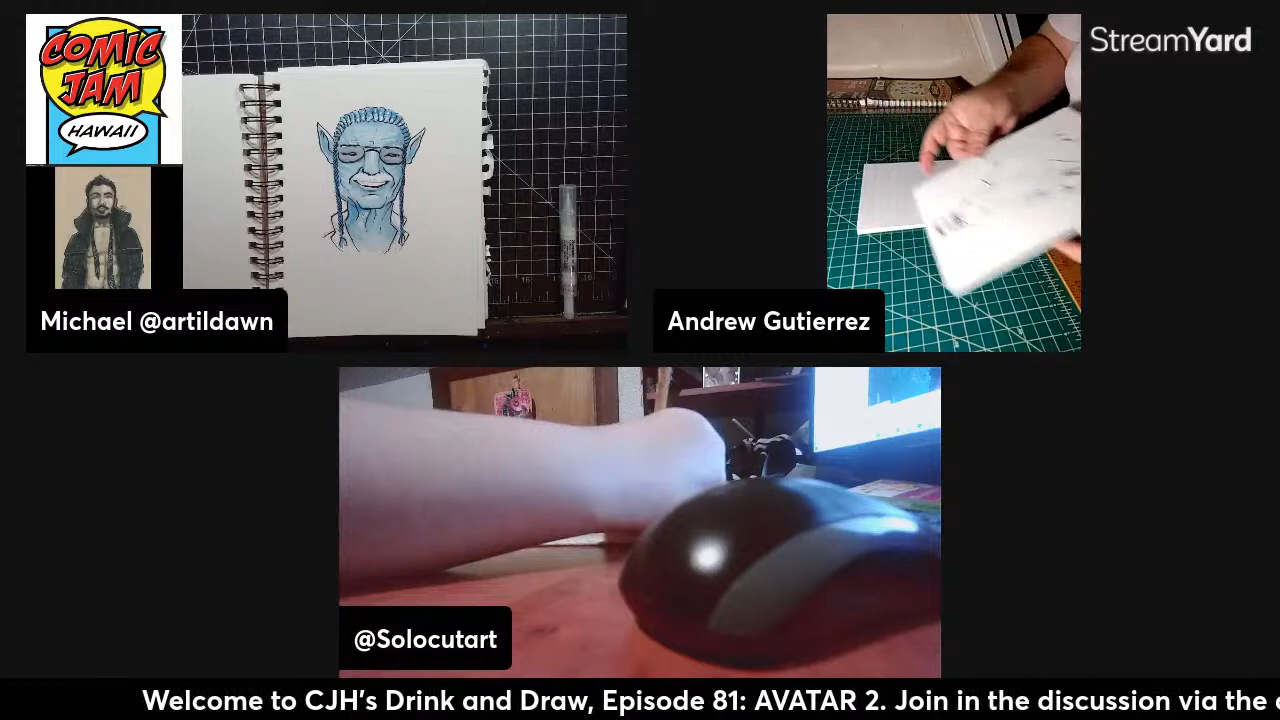 COMIC
JAM
HAWAII
StreamYard
Michael @artildawn
Andrew Gutierrez
@Solocutart
Welcome to CJH's Drink and Draw, Episode 81: AVATAR 2. Join in the discussion via the